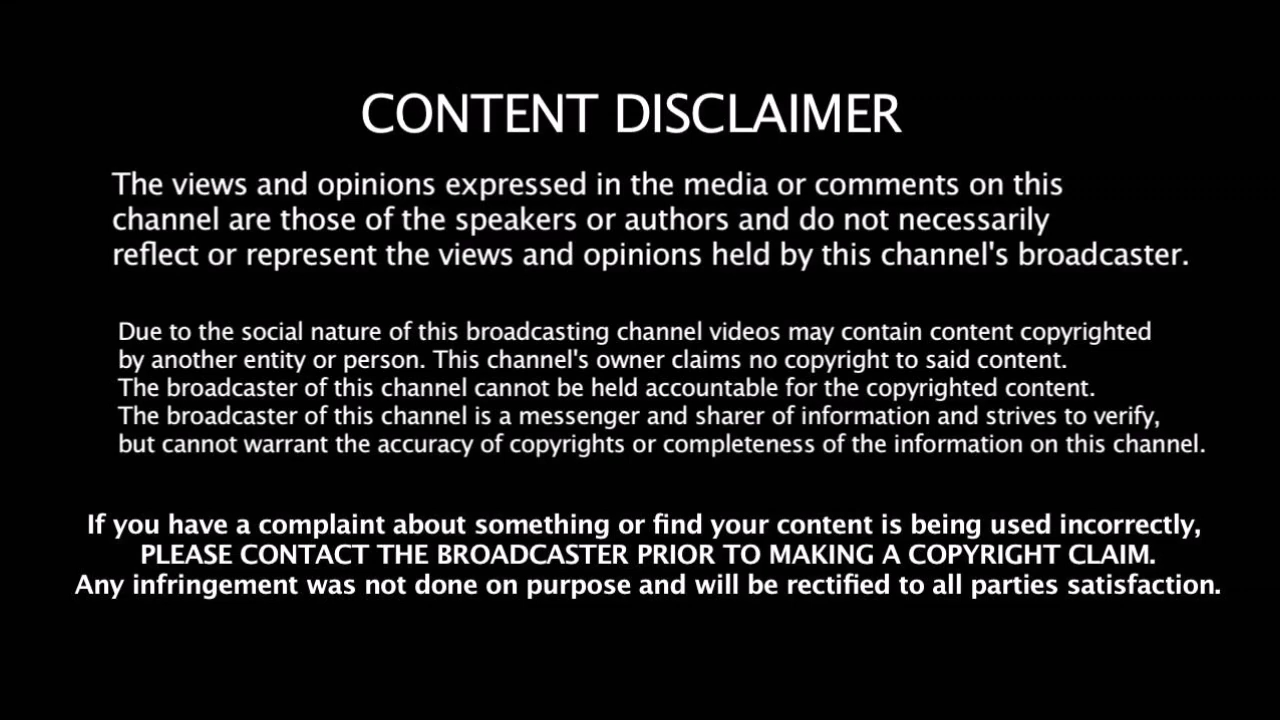 CONTENT DISCLAIMER
The views and opinions expressed in the media or comments on this
channel are those of the speakers or authors and do not necessarily
reflect or represent the views and opinions held by this channel's broadcaster.
Due to the social nature of this broadcasting channel videos may contain content copyrighted
by another entity or person. This channel's owner claims no copyright to said content.
The broadcaster of this channel cannot be held accountable for the copyrighted content.
The broadcaster of this channel is a messenger and sharer of information and strives to verify,
but cannot warrant the accuracy of copyrights or completeness of the information on this channel.
If you have a complaint about something or find your content is being used incorrectly,
PLEASE CONTACT THE BROADCASTER PRIOR TO MAKING A COPYRIGHT CLAIM.
Any infringement was not done on purpose and will be rectified to all parties satisfaction.